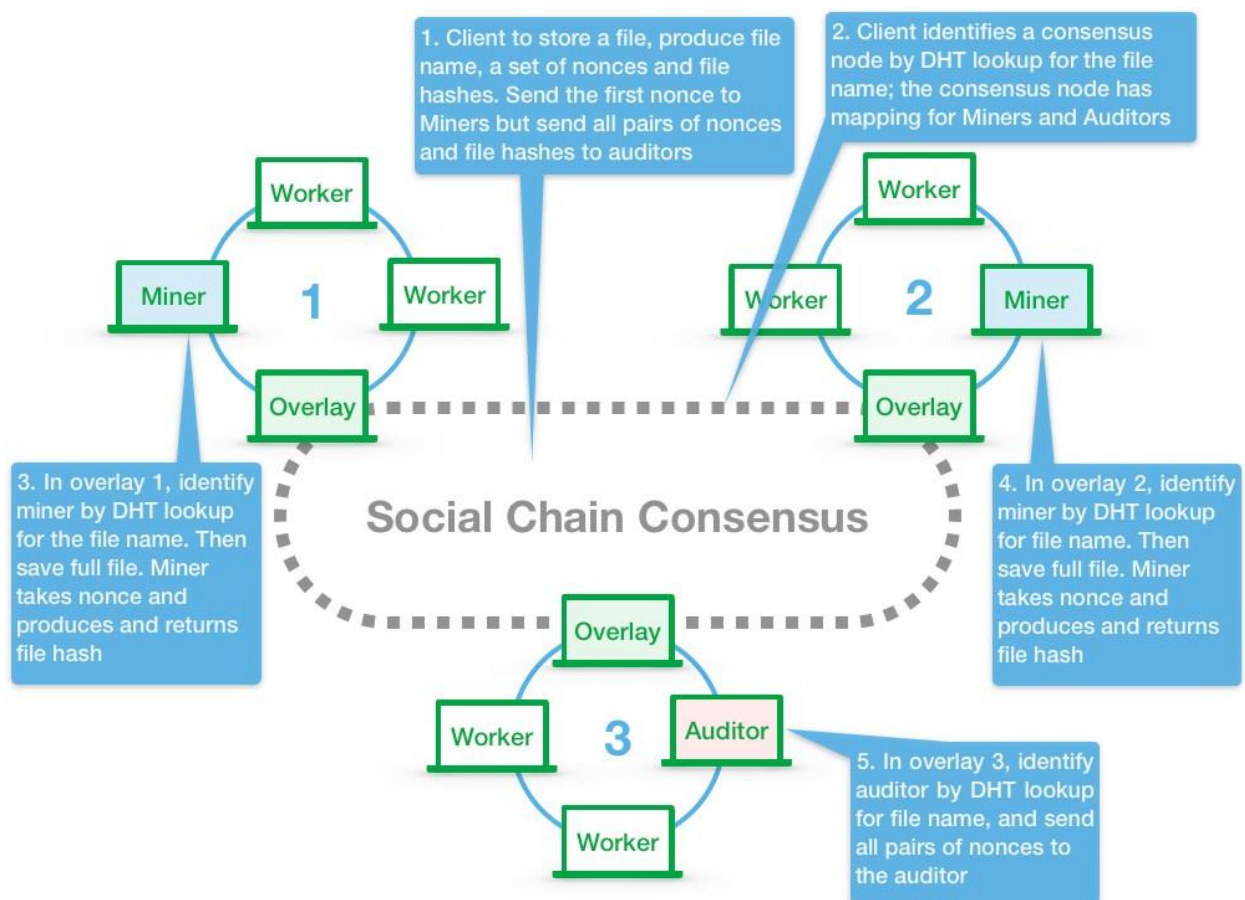 1. Client to store a file, produce file
name, a set of nonces and file
hashes. Send the first nonce to
Miners but send all pairs of nonces
and file hashes to auditors
2. Client identifies a consensus
node by DHT lookup for the file
name; the consensus node has
mapping for Miners and Auditors
Worker
Miner
1
Worker
Overlay
Worker
Worker
2
Miner
Overlay
3. In overlay 1, identify
miner by DHT lookup
for the file name. Then
save full file. Miner
takes nonce and
produces and returns
file hash
Social Chain Consensus
4. In overlay 2, identify
miner by DHT lookup
for file name. Then
save full file. Miner
takes nonce and
produces and returns
file hash
Overlay
Worker
3
Auditor
Worker
5. In overlay 3, identify
auditor by DHT lookup
for file name, and send
all pairs of nonces to
the auditor